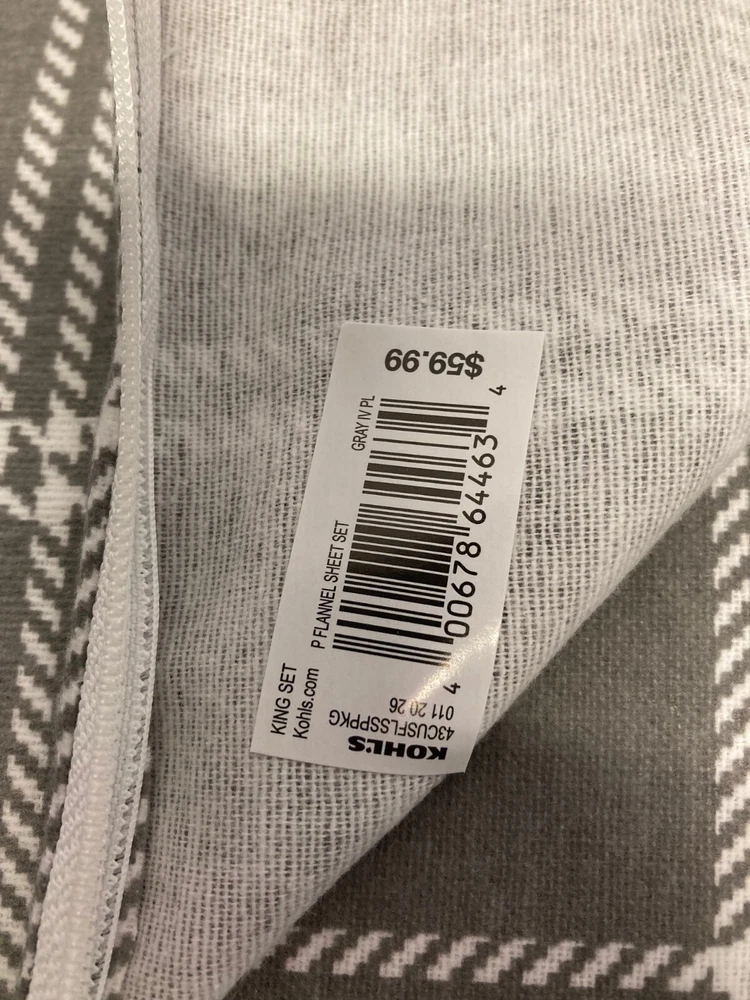 KOHL'S
43CUSFLSSPPKG
011 20 26
KING SET
Kohls.com
P FLANNEL SHEET SET
GRAY IV PL
4 00678 64463 4
$59.99